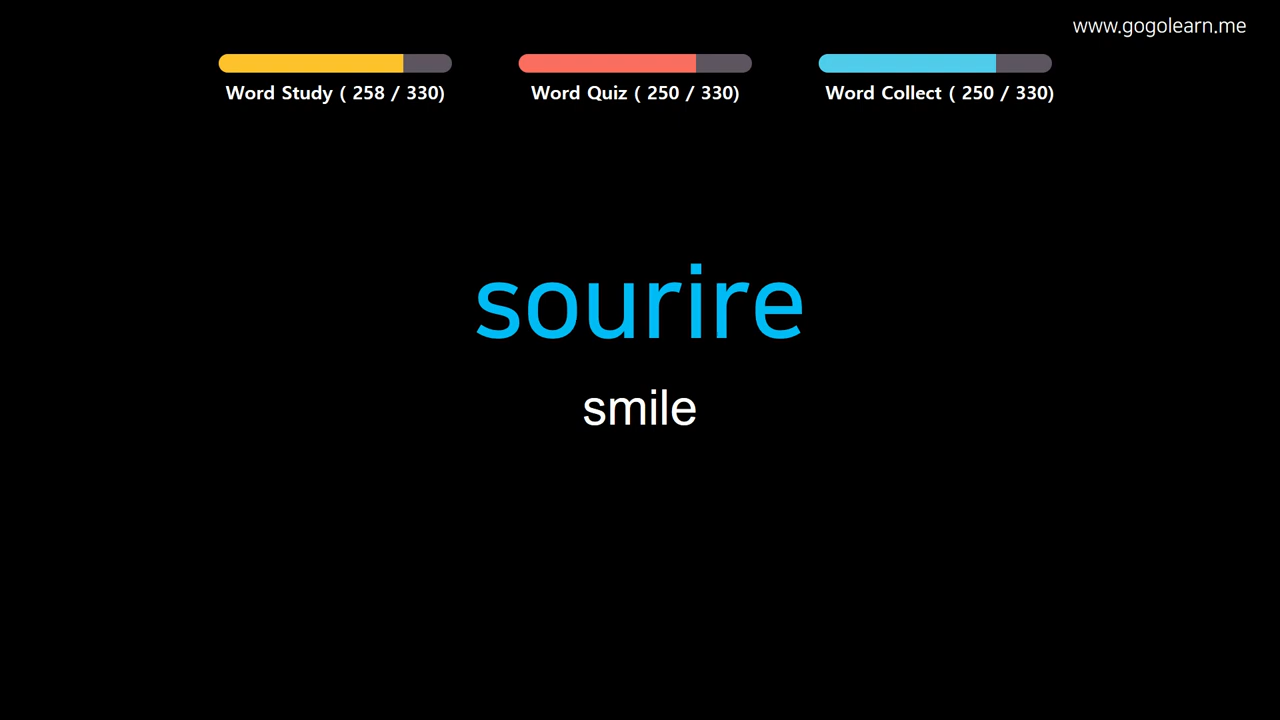 www.gogolearn.me
Word Study ( 258 / 330)
Word Quiz ( 250 / 330)
Word Collect ( 250 / 330)
sourire
smile